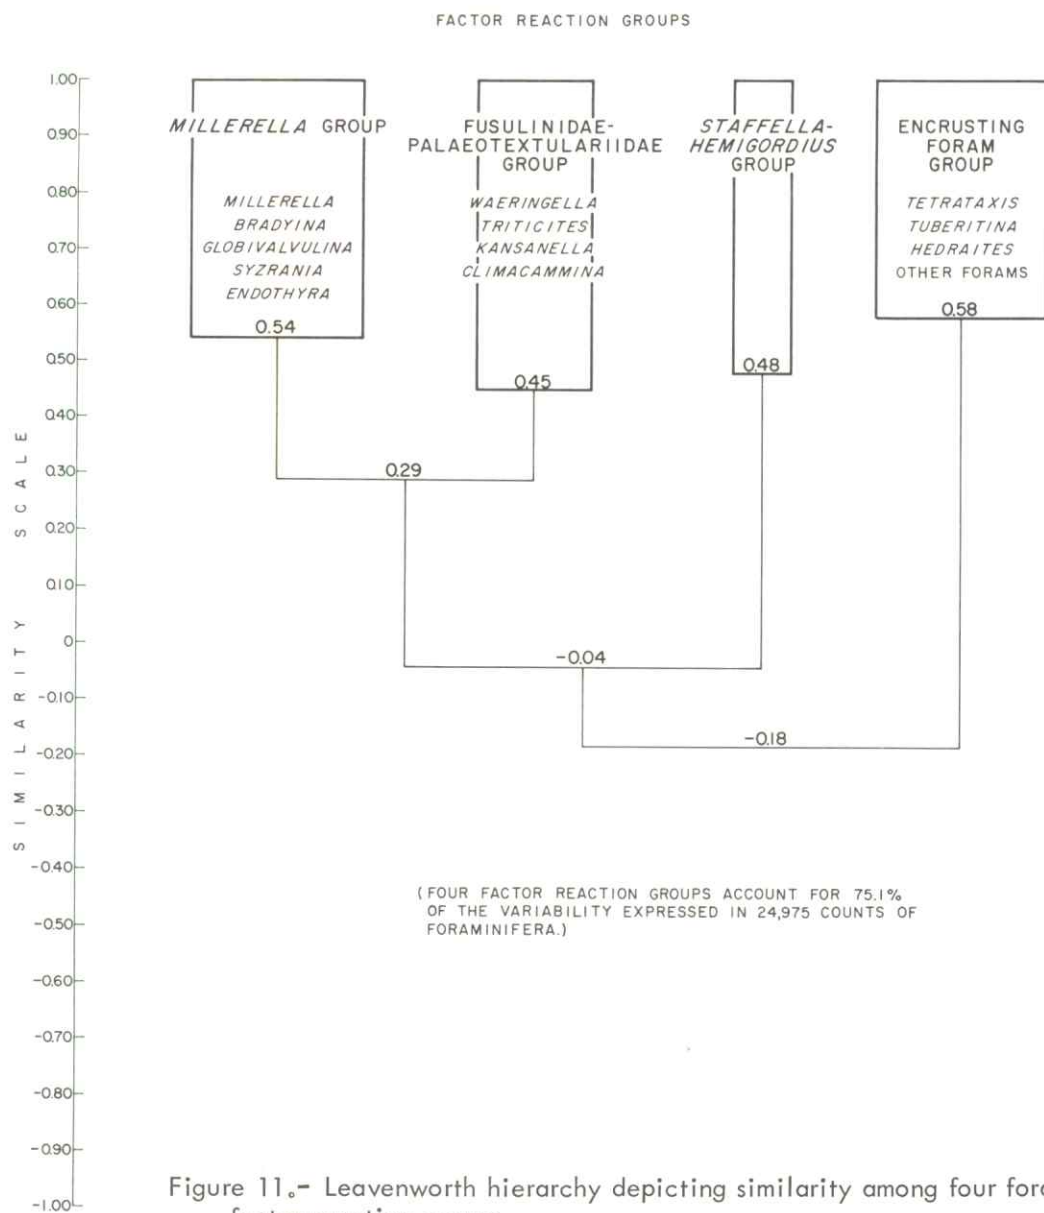 FACTOR REACTION GROUPS
1.00
0.90
0.80
0.70
0.60
0.50
0.40
0.30
0.20
0.10
0
-0.10
-0.20
-0.30
-0.40
-0.50
-0.60
-0.70
-0.80
-0.90
-1.00
SIMILARITY SCALE
MILLERELLA GROUP
MILLERELLA
BRADYINA
GLOBIVALVULINA
SYZRANIA
ENDOTHYRA
0.54
FUSULINIDAE-
PALAEOTEXTULARIIDAE
GROUP
WAERINGELLA
TRITICITES
KANSANELLA
CLIMACAMMINA
0.45
STAFFELLA-
HEMIGORDIUS
GROUP
0.48
ENCRUSTING
FORAM
GROUP
TETRATAXIS
TUBERITINA
HEDRAITES
OTHER FORAMS
0.58
0.29
-0.04
-0.18
(FOUR FACTOR REACTION GROUPS ACCOUNT FOR 75.1%
OF THE VARIABILITY EXPRESSED IN 24,975 COUNTS OF
FORAMINIFERA.)
Figure 11.- Leavenworth hierarchy depicting similarity among four